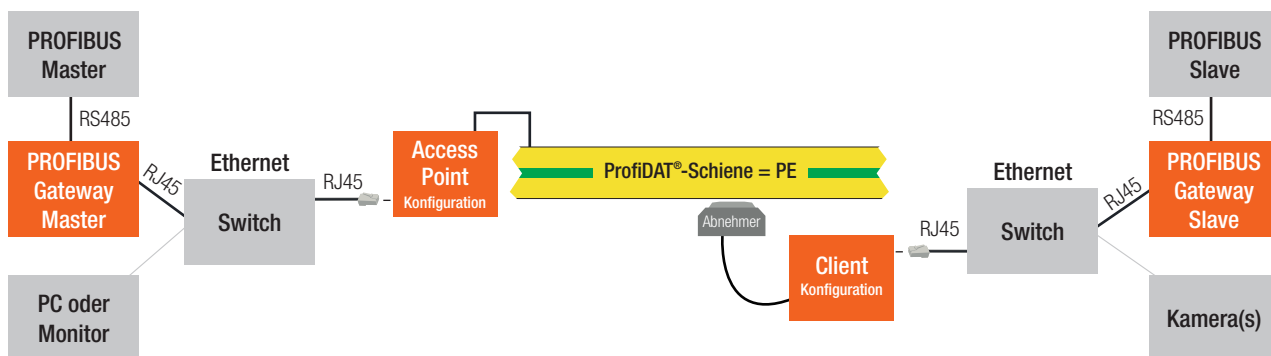 PROFIBUS
Master
RS485
PROFIBUS
Gateway
Master
RJ45
Ethernet
Switch
RJ45
PC oder
Monitor
Access
Point
Konfiguration
ProfiDAT®-Schiene = PE
Abnehmer
Client
Konfiguration
RJ45
Ethernet
Switch
RJ45
PROFIBUS
Slave
RS485
PROFIBUS
Gateway
Slave
Kamera(s)